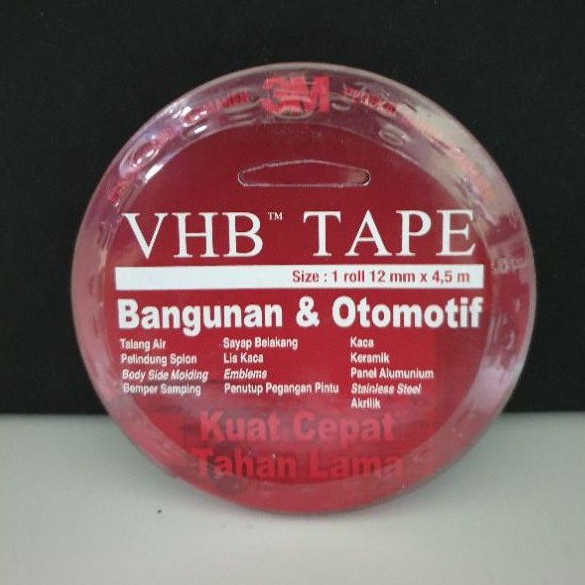 3M
VHB™ TAPE
Size : 1 roll 12 mm x 4,5 m
Bangunan & Otomotif
Talang Air
Pelindung Spion
Body Side Molding
Bemper Samping
Sayap Belakang
Lis Kaca
Emblems
Penutup Pegangan Pintu
Kaca
Keramik
Panel Alumunium
Stainless Steel
Akrilik
Kuat Cepat
Tahan Lama